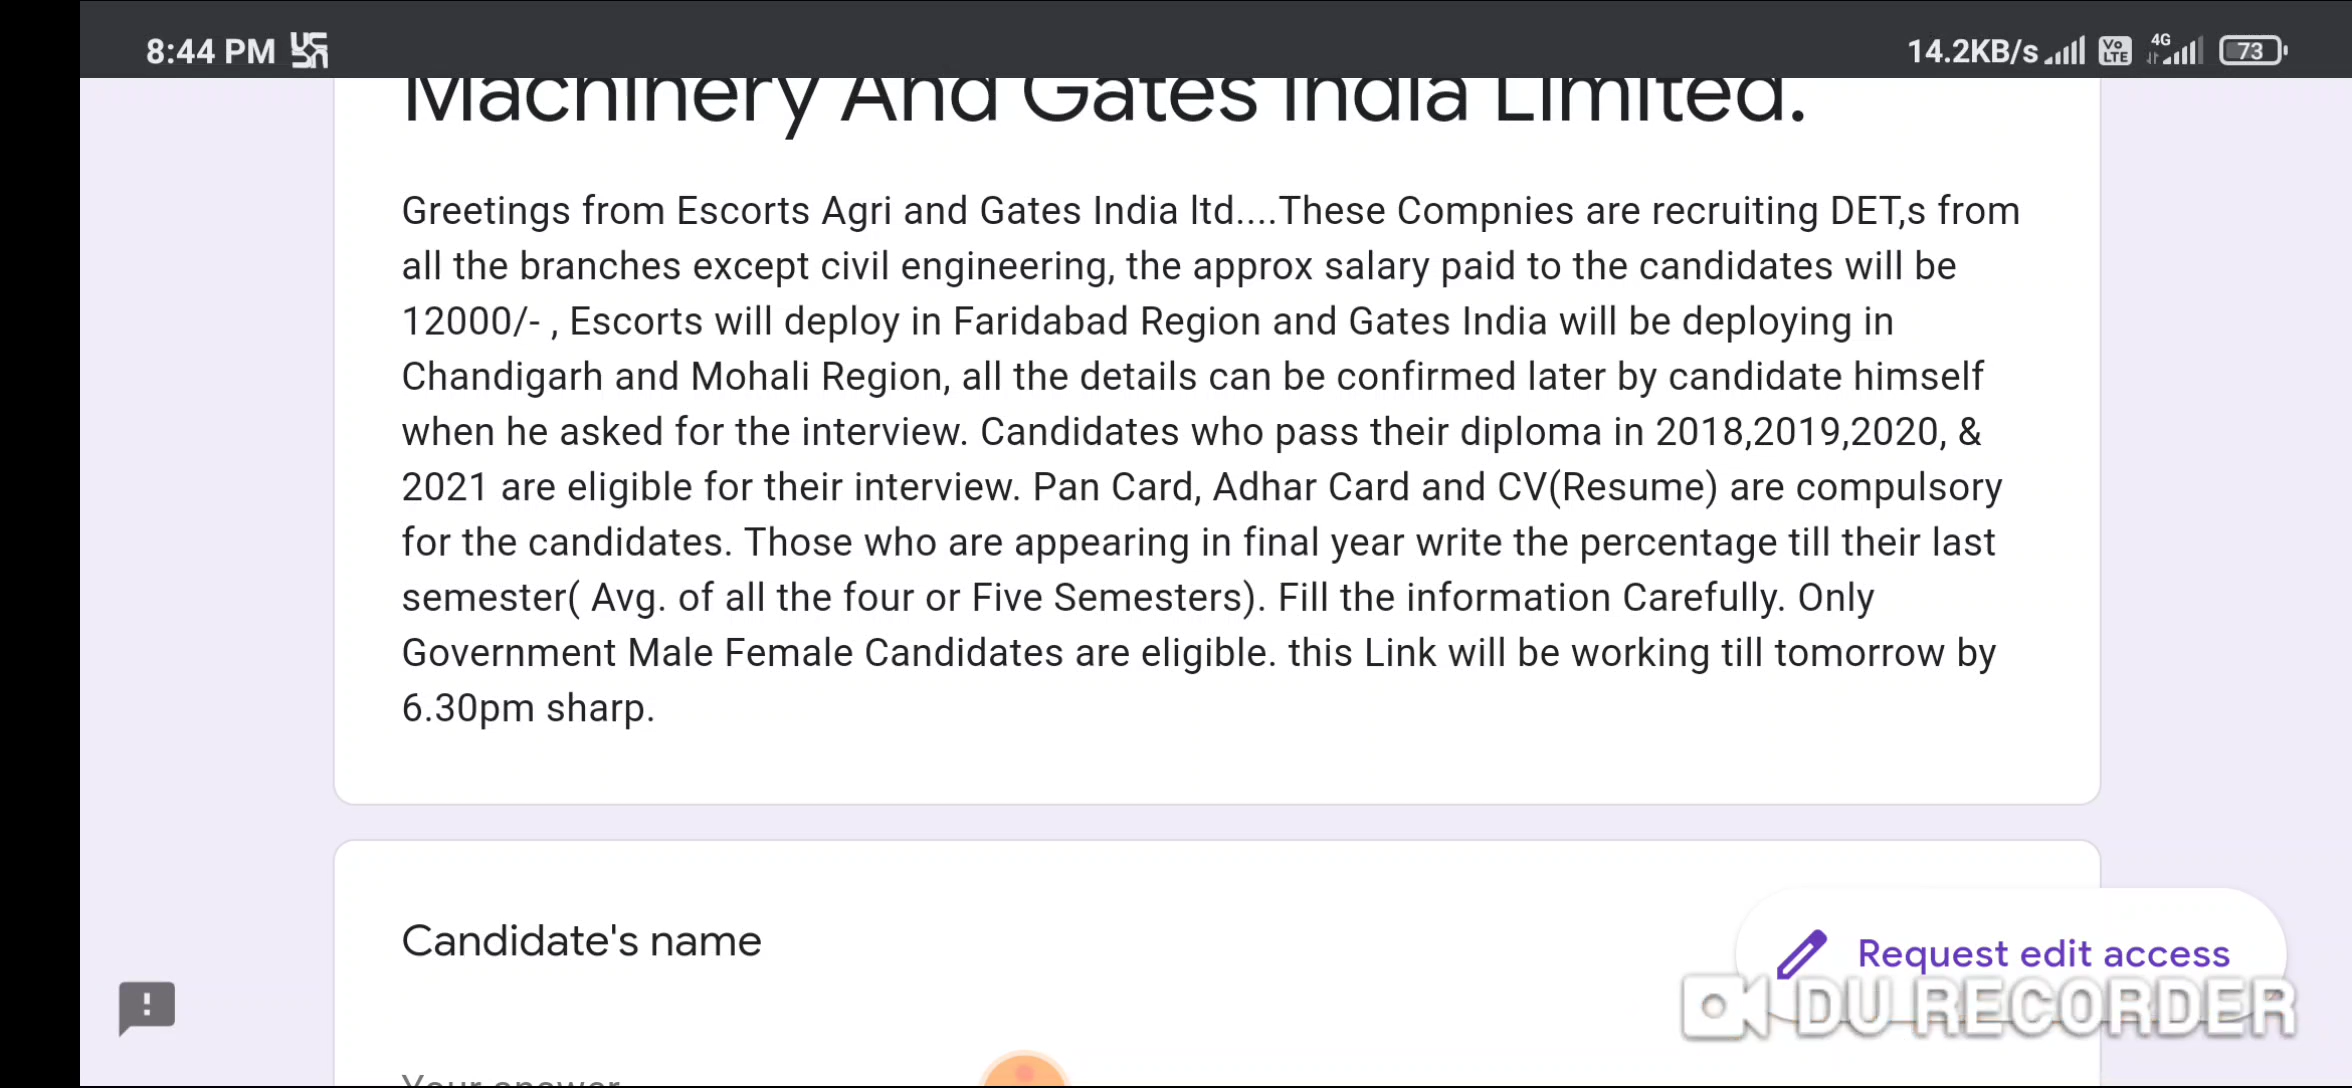 8:44 PM
14.2KB/s Vo LTE 4G 73
Machinery And Gates India Limited.
Greetings from Escorts Agri and Gates India ltd....These Compnies are recruiting DET,s from
all the branches except civil engineering, the approx salary paid to the candidates will be
12000/- , Escorts will deploy in Faridabad Region and Gates India will be deploying in
Chandigarh and Mohali Region, all the details can be confirmed later by candidate himself
when he asked for the interview. Candidates who pass their diploma in 2018,2019,2020, &
2021 are eligible for their interview. Pan Card, Adhar Card and CV(Resume) are compulsory
for the candidates. Those who are appearing in final year write the percentage till their last
semester( Avg. of all the four or Five Semesters). Fill the information Carefully. Only
Government Male Female Candidates are eligible. this Link will be working till tomorrow by
6.30pm sharp.
Candidate's name
Request edit access
DU RECORDER
Your answer